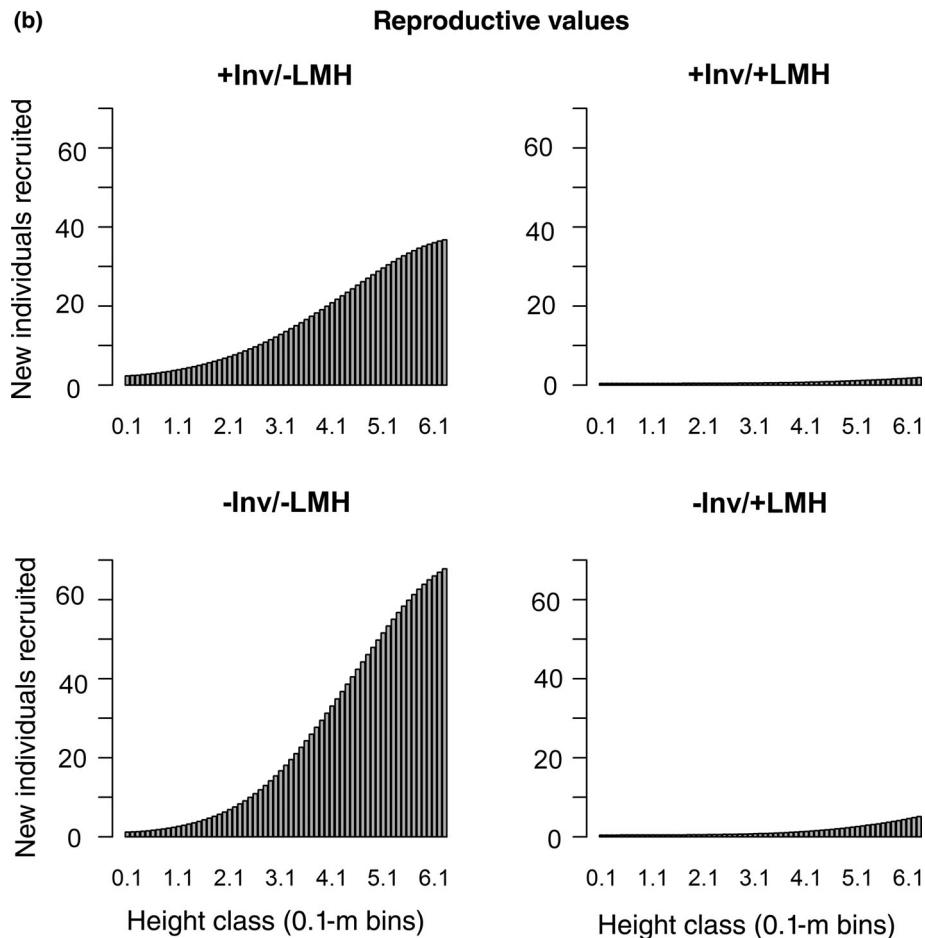 (b) Reproductive values
+Inv/-LMH
New individuals recruited
60
40
20
0
0.1 1.1 2.1 3.1 4.1 5.1 6.1
+Inv/+LMH
60
40
20
0
0.1 1.1 2.1 3.1 4.1 5.1 6.1
-Inv/-LMH
New individuals recruited
60
40
20
0
0.1 1.1 2.1 3.1 4.1 5.1 6.1
Height class (0.1-m bins)
-Inv/+LMH
60
40
20
0
0.1 1.1 2.1 3.1 4.1 5.1 6.1
Height class (0.1-m bins)